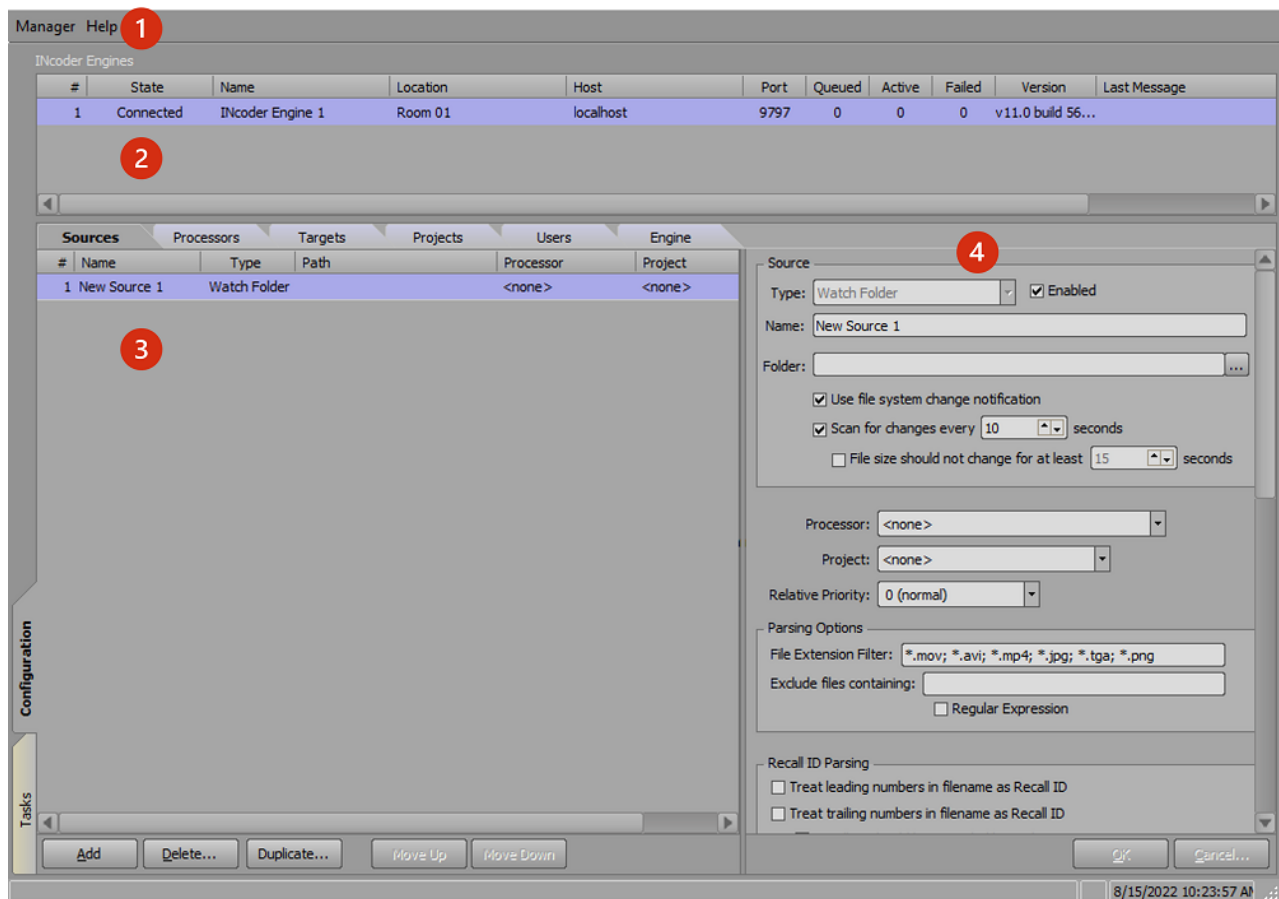 Manager Help 1
INcoder Engines
# State Name Location Host Port Queued Active Failed Version Last Message
1 Connected INcoder Engine 1 Room 01 localhost 9797 0 0 0 v11.0 build 56...
2
Sources Processors Targets Projects Users Engine
# Name Type Path Processor Project
1 New Source 1 Watch Folder <none> <none>
3
4
Source
Type: Watch Folder Enabled
Name: New Source 1
Folder: ...
Use file system change notification
Scan for changes every 10 seconds
File size should not change for at least 15 seconds
Processor: <none>
Project: <none>
Relative Priority: 0 (normal)
Parsing Options
File Extension Filter: *.mov; *.avi; *.mp4; *.jpg; *.tga; *.png
Exclude files containing:
Regular Expression
Recall ID Parsing
Treat leading numbers in filename as Recall ID
Treat trailing numbers in filename as Recall ID
Configuration
Tasks
Add Delete... Duplicate... Move Up Move Down OK Cancel...
8/15/2022 10:23:57 AM